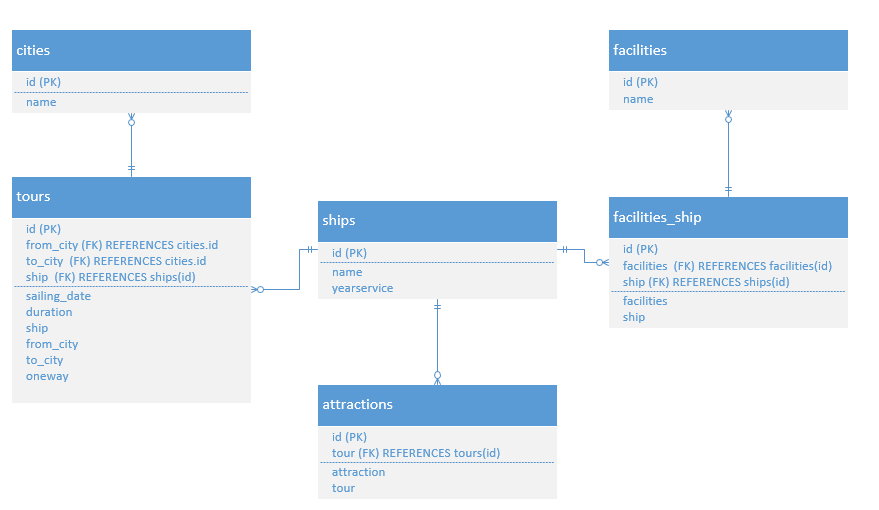 cities
id (PK)
name
tours
id (PK)
from_city (FK) REFERENCES cities.id
to_city (FK) REFERENCES cities.id
ship (FK) REFERENCES ships(id)
sailing_date
duration
ship
from_city
to_city
oneway
ships
id (PK)
name
yearservice
attractions
id (PK)
tour (FK) REFERENCES tours(id)
attraction
tour
facilities
id (PK)
name
facilities_ship
id (PK)
facilities (FK) REFERENCES facilities(id)
ship (FK) REFERENCES ships(id)
facilities
ship